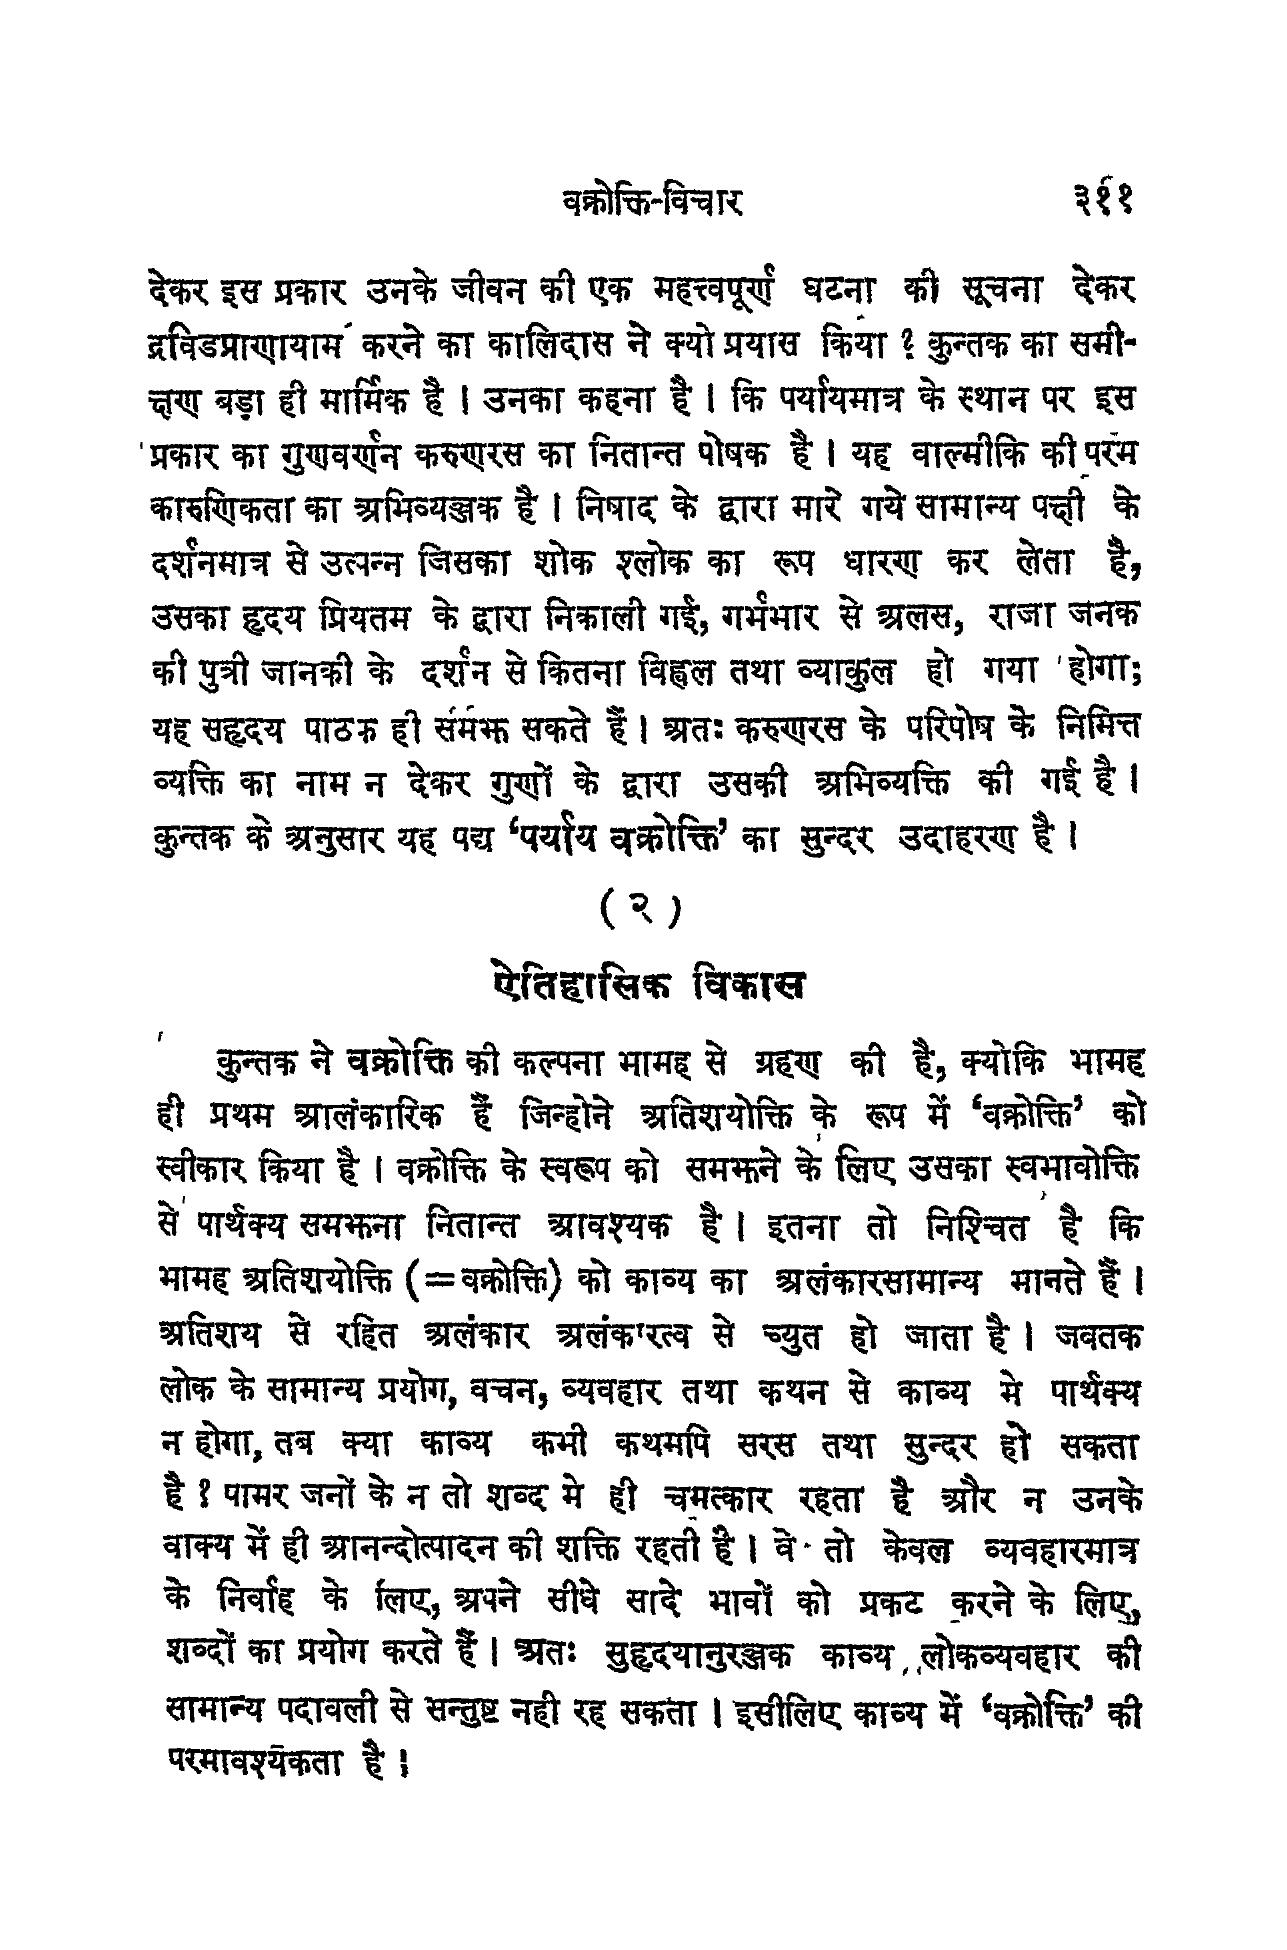 वक्रोक्ति-विचार ३११
देकर इस प्रकार उनके जीवन की एक महत्त्वपूर्ण घटना की सूचना देकर
द्रविडप्राणायाम करने का कालिदास ने क्यो प्रयास किया ? कुन्तक का समी-
क्षण बड़ा ही मार्मिक है । उनका कहना है । कि पर्यायमात्र के स्थान पर इस
प्रकार का गुणवर्णन करुणरस का नितान्त पोषक है । यह वाल्मीकि की परम
कारुणिकता का अभिव्यञ्जक है । निषाद के द्वारा मारे गये सामान्य पक्षी के
दर्शनमात्र से उत्पन्न जिसका शोक श्लोक का रूप धारण कर लेता है,
उसका हृदय प्रियतम के द्वारा निकाली गई, गर्भभार से अलस, राजा जनक
की पुत्री जानकी के दर्शन से कितना विह्वल तथा व्याकुल हो गया होगा;
यह सहृदय पाठक ही समझ सकते हैं । अतः करुणरस के परिपोष के निमित्त
व्यक्ति का नाम न देकर गुणों के द्वारा उसकी अभिव्यक्ति की गई है ।
कुन्तक के अनुसार यह पद्य ‘पर्याय वक्रोक्ति’ का सुन्दर उदाहरण है ।
( २ )
ऐतिहासिक विकास
कुन्तक ने वक्रोक्ति की कल्पना भामह से ग्रहण की है, क्योकि भामह
ही प्रथम आलंकारिक हैं जिन्होने अतिशयोक्ति के रूप में ‘वक्रोक्ति’ को
स्वीकार किया है । वक्रोक्ति के स्वरूप को समझने के लिए उसका स्वभावोक्ति
से पार्थक्य समझना नितान्त आवश्यक है । इतना तो निश्चित है कि
भामह अतिशयोक्ति (=वक्रोक्ति) को काव्य का अलंकारसामान्य मानते हैं ।
अतिशय से रहित अलंकार अलंकारत्व से च्युत हो जाता है । जवतक
लोक के सामान्य प्रयोग, वचन, व्यवहार तथा कथन से काव्य मे पार्थक्य
न होगा, तब क्या काव्य कभी कथमपि सरस तथा सुन्दर हो सकता
है ? पामर जनों के न तो शब्द मे ही चमत्कार रहता है और न उनके
वाक्य में ही आनन्दोत्पादन की शक्ति रहती है । वे तो केवल व्यवहारमात्र
के निर्वाह के लिए, अपने सीधे सादे भावों को प्रकट करने के लिए,
शब्दों का प्रयोग करते हैं । अतः सुहृदयानुरञ्जक काव्य लोकव्यवहार की
सामान्य पदावली से सन्तुष्ट नही रह सकता । इसीलिए काव्य में ‘वक्रोक्ति’ की
परमावश्यकता है ।